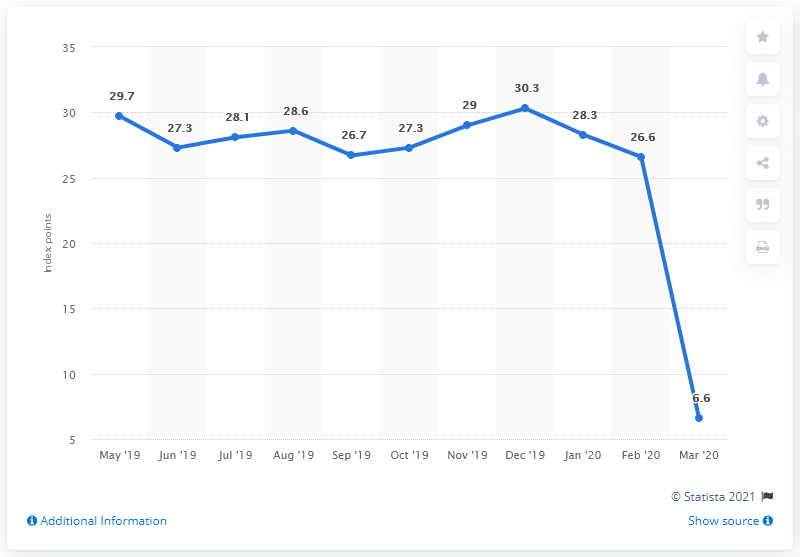 35
30
25
20
15
10
5
Index points
29.7
27.3
28.1
28.6
26.7
27.3
29
30.3
28.3
26.6
6.6
May '19
Jun '19
Jul '19
Aug '19
Sep '19
Oct '19
Nov '19
Dec '19
Jan '20
Feb '20
Mar '20
© Statista 2021
Additional Information
Show source